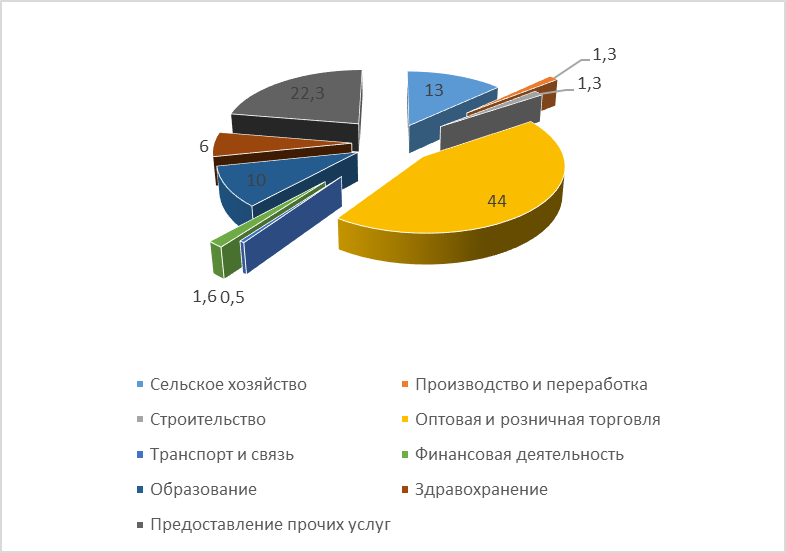 1,3
13
1,3
22,3
6
10
44
1,6
0,5
Сельское хозяйство
Производство и переработка
Строительство
Оптовая и розничная торговля
Транспорт и связь
Финансовая деятельность
Образование
Здравохранение
Предоставление прочих услуг